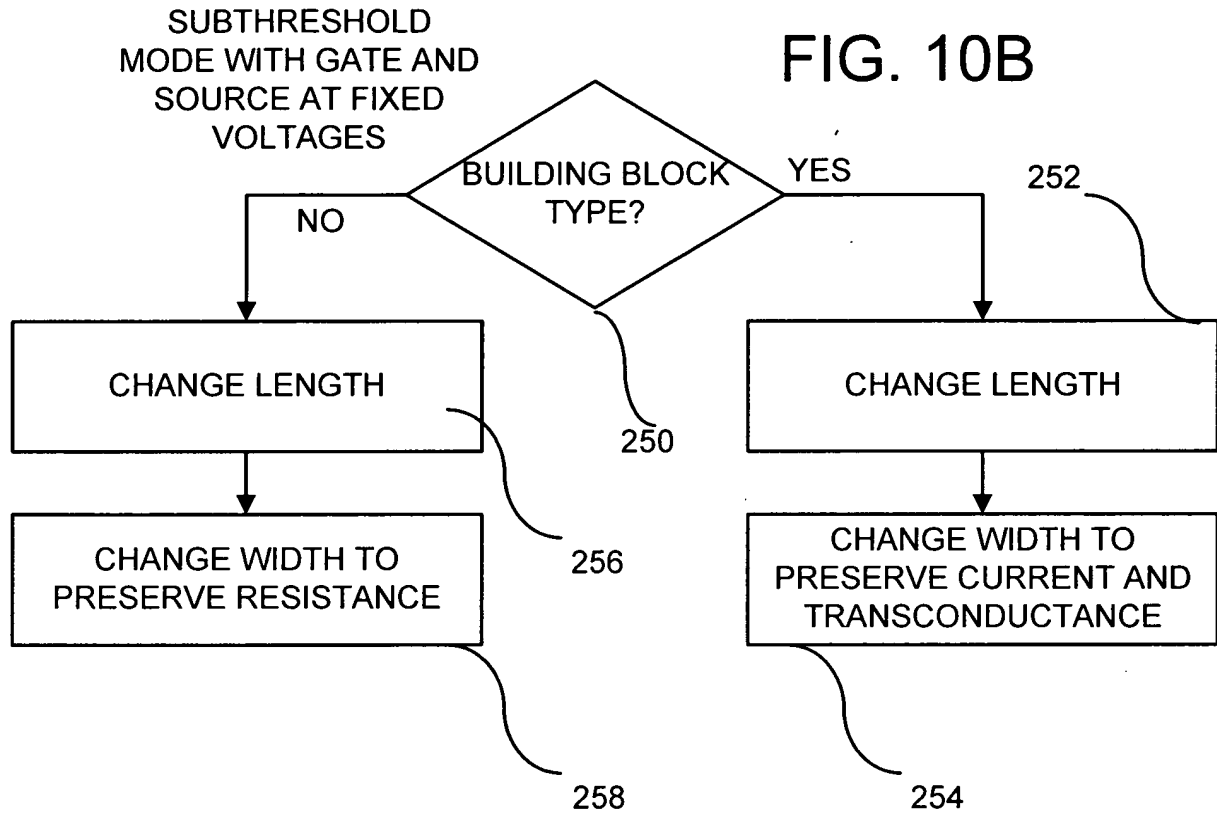 SUBTHRESHOLD
MODE WITH GATE AND
SOURCE AT FIXED
VOLTAGES
FIG. 10B
BUILDING BLOCK
TYPE?
YES
NO
252
CHANGE LENGTH
CHANGE LENGTH
250
256
CHANGE WIDTH TO
PRESERVE RESISTANCE
CHANGE WIDTH TO
PRESERVE CURRENT AND
TRANSCONDUCTANCE
258
254